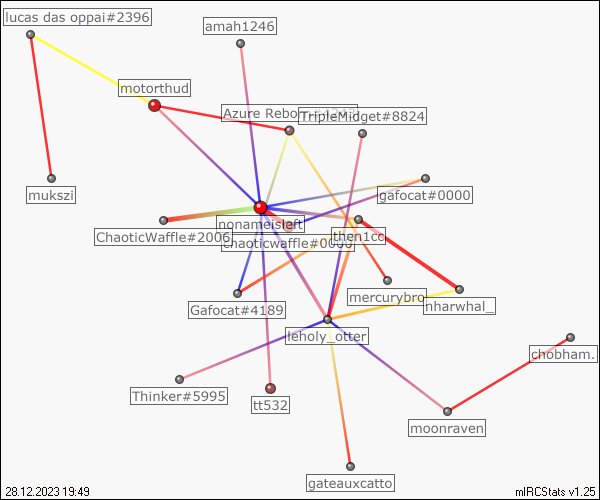 lucas das oppai#2396
amah1246
motorthud
Azure Reborn
TripleMidget#8824
mukszi
gafocat#0000
nonameisleft
ChaoticWaffle#2006
chaoticwaffle#0000
then1cc
mercurybro
nharwhal_
Gafocat#4189
leholy_otter
chobham.
Thinker#5995
tt532
moonraven
gateauxcatto
28.12.2023 19:49
mIRCStats v1.25